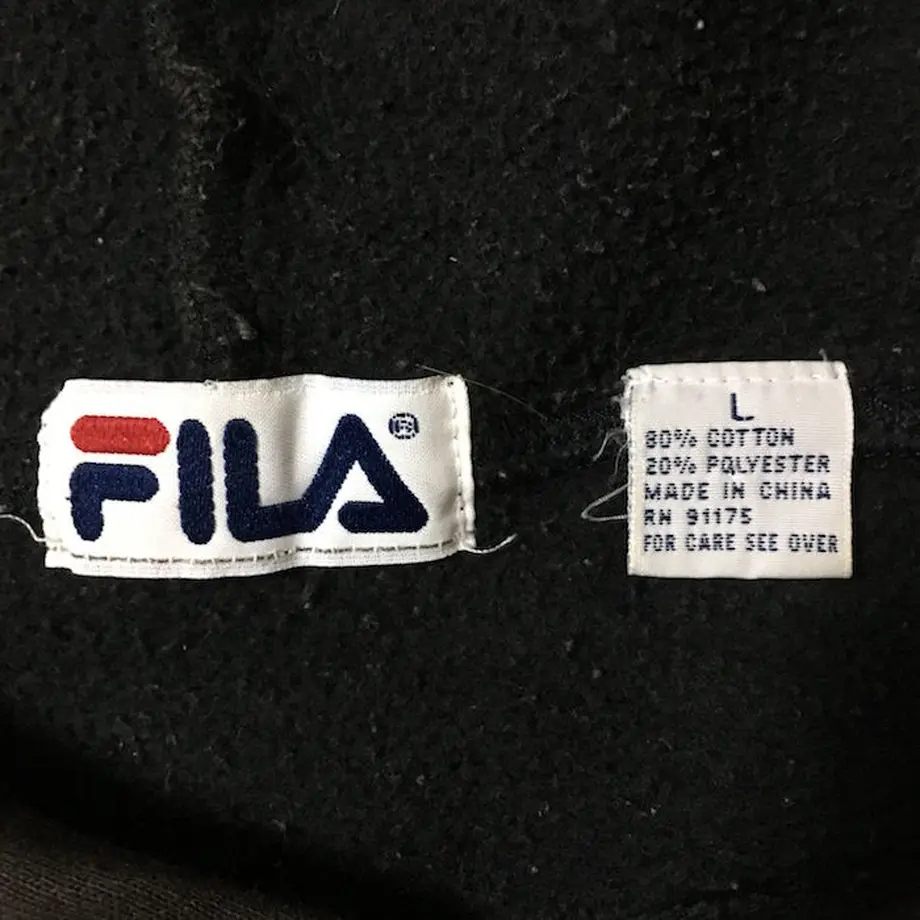 FILA®
L
80% COTTON
20% POLYESTER
MADE IN CHINA
RN 91175
FOR CARE SEE OVER